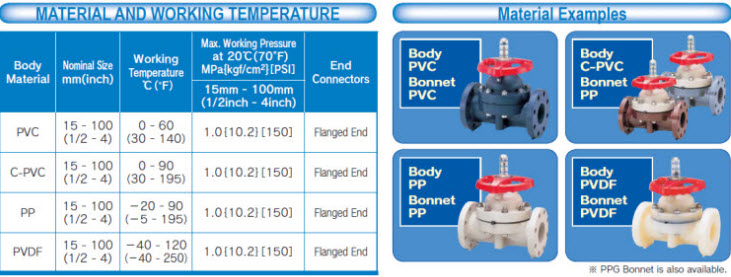 MATERIAL AND WORKING TEMPERATURE
Body
Material
Nominal Size
mm(inch)
Working
Temperature
℃ (°F)
Max. Working Pressure
at 20℃(70°F)
MPa{kgf/cm²}[PSI]
15mm - 100mm
(1/2inch - 4inch)
End
Connectors
PVC
15 - 100
(1/2 - 4)
0 - 60
(30 - 140)
1.0{10.2}[150]
Flanged End
C-PVC
15 - 100
(1/2 - 4)
0 - 90
(30 - 195)
1.0{10.2}[150]
Flanged End
PP
15 - 100
(1/2 - 4)
−20 - 90
(−5 - 195)
1.0{10.2}[150]
Flanged End
PVDF
15 - 100
(1/2 - 4)
−40 - 120
(−40 - 250)
1.0{10.2}[150]
Flanged End
Material Examples
Body
PVC
Bonnet
PVC
Body
C-PVC
Bonnet
PP
Body
PP
Bonnet
PP
Body
PVDF
Bonnet
PVDF
※ PPG Bonnet is also available.